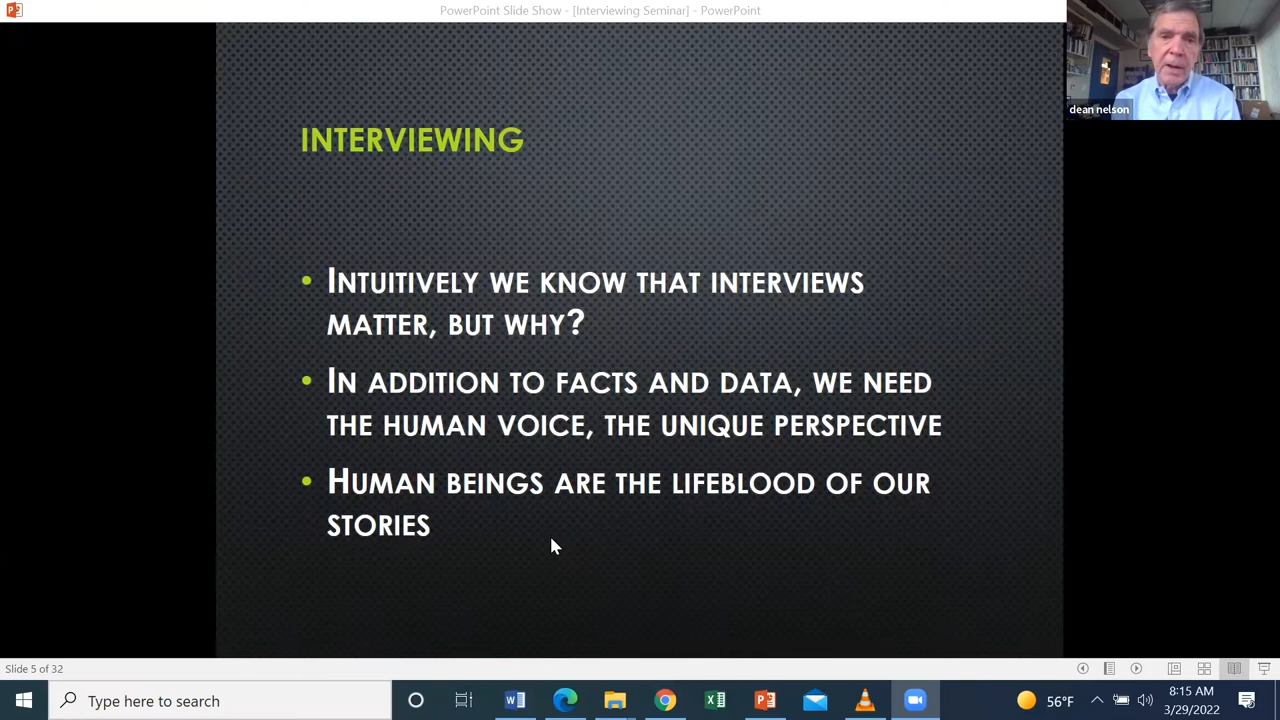 PowerPoint Slide Show - [Interviewing Seminar] - PowerPoint
dean nelson
INTERVIEWING
• INTUITIVELY WE KNOW THAT INTERVIEWS
MATTER, BUT WHY?
• IN ADDITION TO FACTS AND DATA, WE NEED
THE HUMAN VOICE, THE UNIQUE PERSPECTIVE
• HUMAN BEINGS ARE THE LIFEBLOOD OF OUR
STORIES
Slide 5 of 32
Type here to search
56°F
8:15 AM
3/29/2022